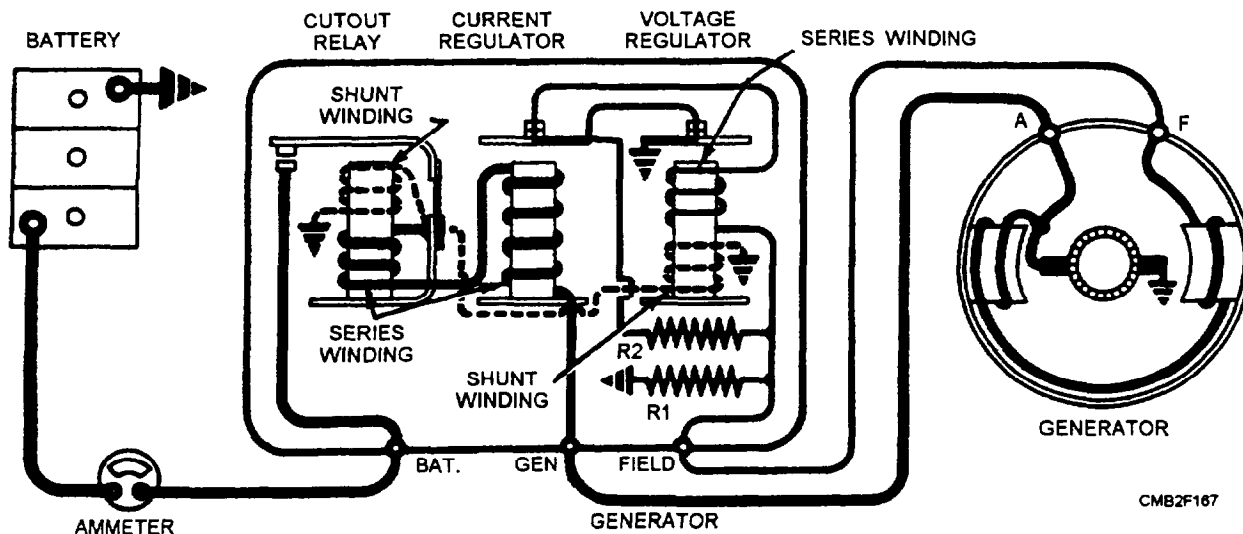 BATTERY
CUTOUT
RELAY
CURRENT
REGULATOR
VOLTAGE
REGULATOR
SERIES WINDING
SHUNT
WINDING
A
F
SERIES
WINDING
SHUNT
WINDING
R2
R1
BAT.
GEN
FIELD
GENERATOR
AMMETER
GENERATOR
CMB2F167